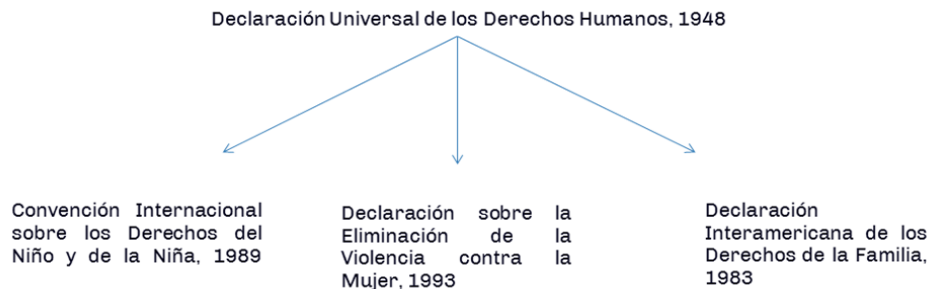 Declaración Universal de los Derechos Humanos, 1948
Convención Internacional
sobre los Derechos del
Niño y de la Niña, 1989
Declaración sobre la
Eliminación de la
Violencia contra la
Mujer, 1993
Declaración
Interamericana de los
Derechos de la Familia,
1983